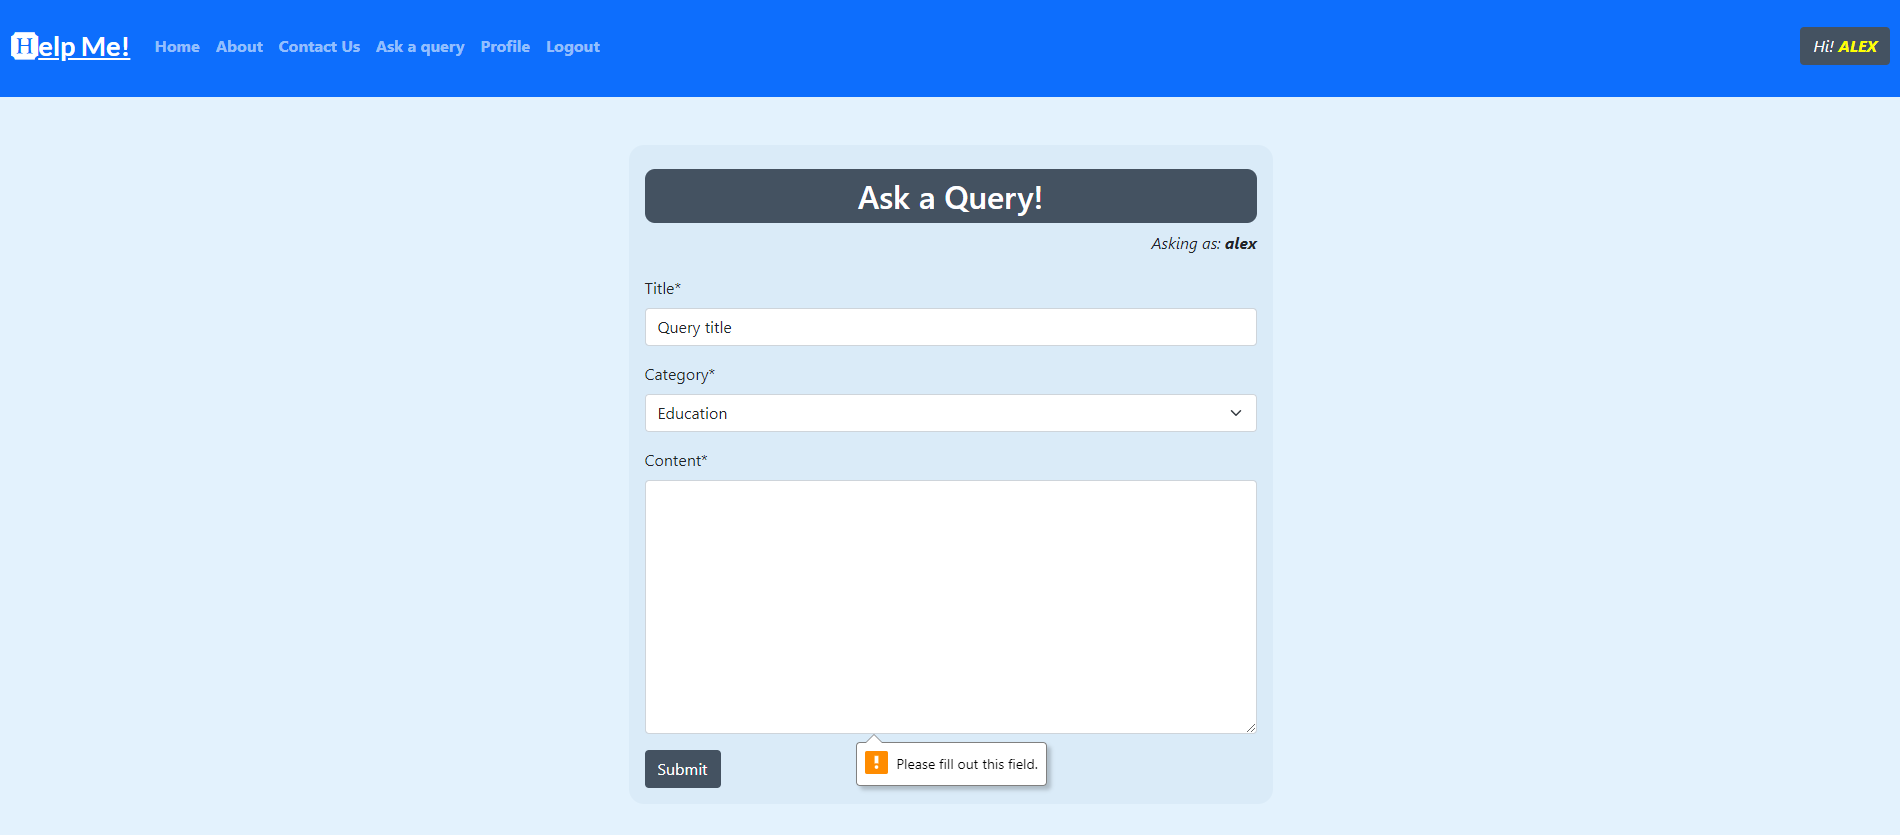 Help Me! Home About Contact Us Ask a query Profile Logout Hi! ALEX
Ask a Query!
Asking as: alex
Title*
Query title
Category*
Education
Content*
Please fill out this field.
Submit